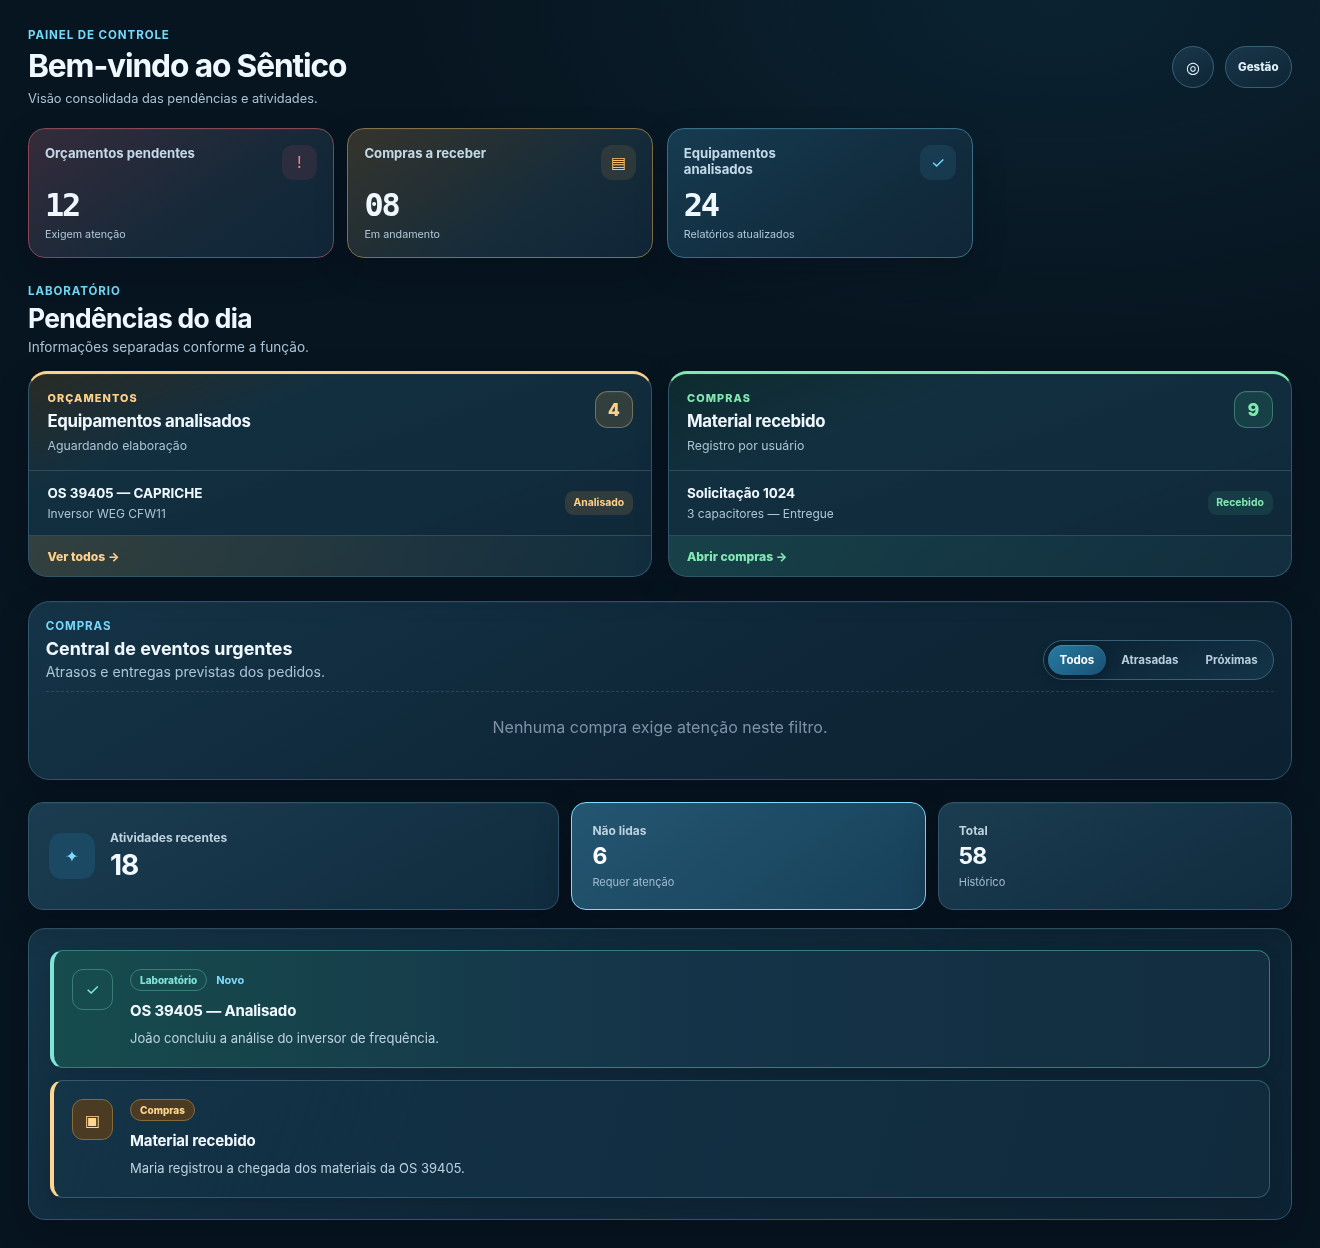 PAINEL DE CONTROLE
Bem-vindo ao Sêntico
Visão consolidada das pendências e atividades.
Gestão
Orçamentos pendentes
!
12
Exigem atenção
Compras a receber
08
Em andamento
Equipamentos
analisados
24
Relatórios atualizados
LABORATÓRIO
Pendências do dia
Informações separadas conforme a função.
ORÇAMENTOS
4
Equipamentos analisados
Aguardando elaboração
OS 39405 — CAPRICHE
Inversor WEG CFW11
Analisado
Ver todos →
COMPRAS
9
Material recebido
Registro por usuário
Solicitação 1024
3 capacitores — Entregue
Recebido
Abrir compras →
COMPRAS
Central de eventos urgentes
Atrasos e entregas previstas dos pedidos.
Todos Atrasadas Próximas
Nenhuma compra exige atenção neste filtro.
Atividades recentes
18
Não lidas
6
Requer atenção
Total
58
Histórico
Laboratório Novo
OS 39405 — Analisado
João concluiu a análise do inversor de frequência.
Compras
Material recebido
Maria registrou a chegada dos materiais da OS 39405.